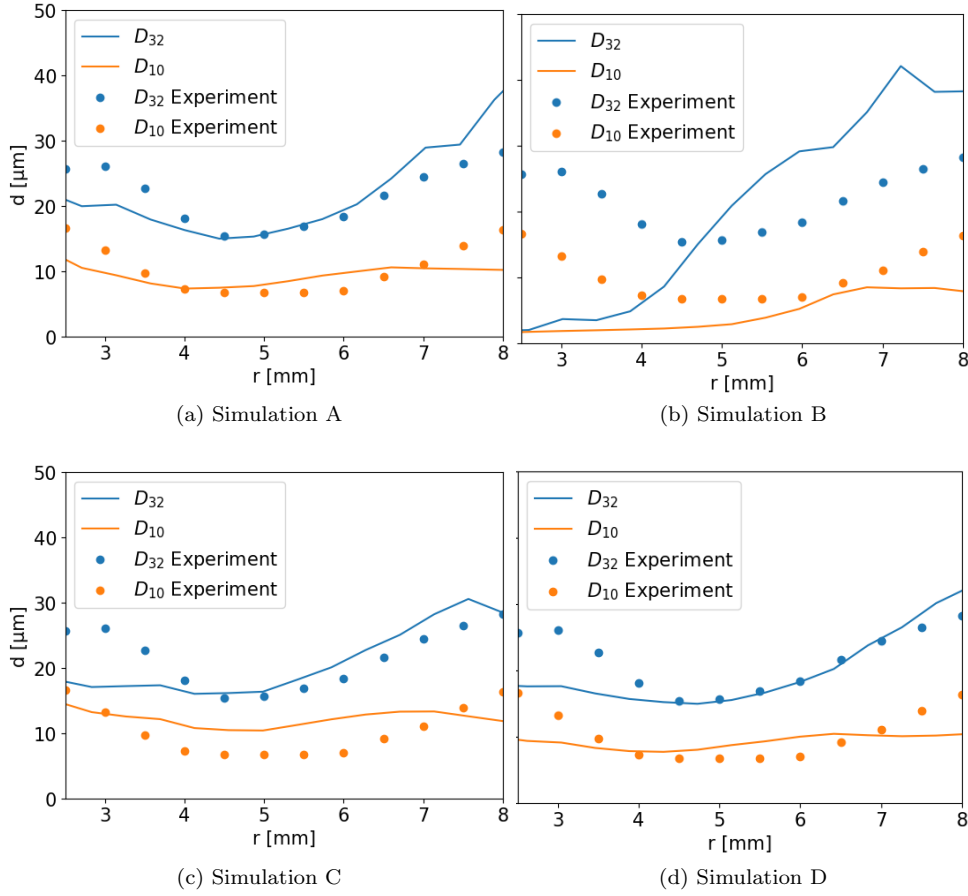 50
40
30
20
10
0
d [µm]
D32
D10
D32 Experiment
D10 Experiment
3 4 5 6 7 8
r [mm]
(a) Simulation A
D32
D10
D32 Experiment
D10 Experiment
3 4 5 6 7 8
r [mm]
(b) Simulation B
50
40
30
20
10
0
d [µm]
D32
D10
D32 Experiment
D10 Experiment
3 4 5 6 7 8
r [mm]
(c) Simulation C
D32
D10
D32 Experiment
D10 Experiment
3 4 5 6 7 8
r [mm]
(d) Simulation D